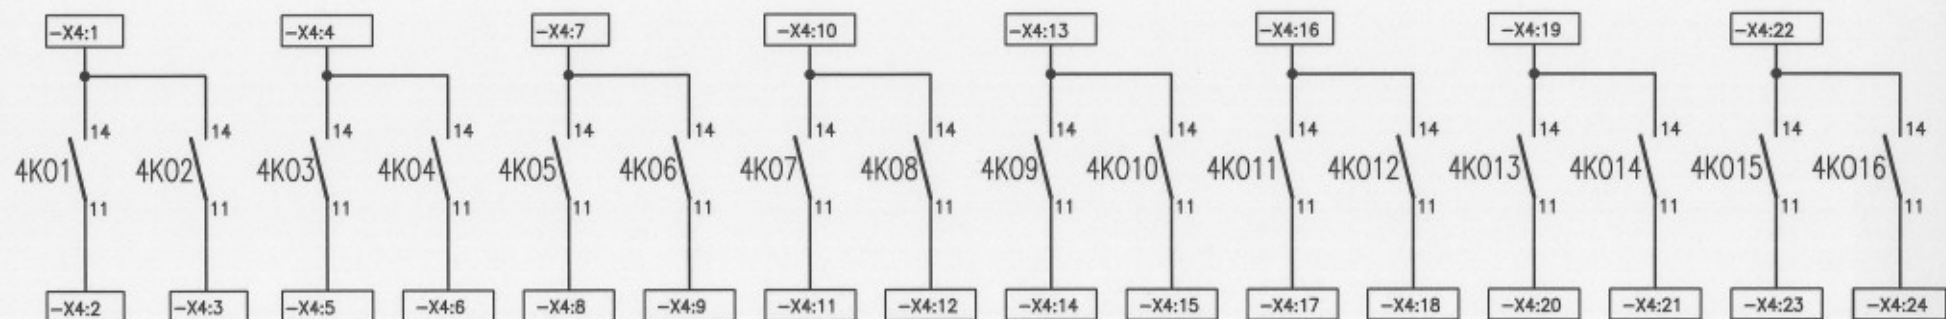 -X4:1 -X4:4 -X4:7 -X4:10 -X4:13 -X4:16 -X4:19 -X4:22
14 14 14 14 14 14 14 14 14 14 14 14 14 14 14 14
4K01 4K02 4K03 4K04 4K05 4K06 4K07 4K08 4K09 4K010 4K011 4K012 4K013 4K014 4K015 4K016
11 11 11 11 11 11 11 11 11 11 11 11 11 11 11 11
-X4:2 -X4:3 -X4:5 -X4:6 -X4:8 -X4:9 -X4:11 -X4:12 -X4:14 -X4:15 -X4:17 -X4:18 -X4:20 -X4:21 -X4:23 -X4:24